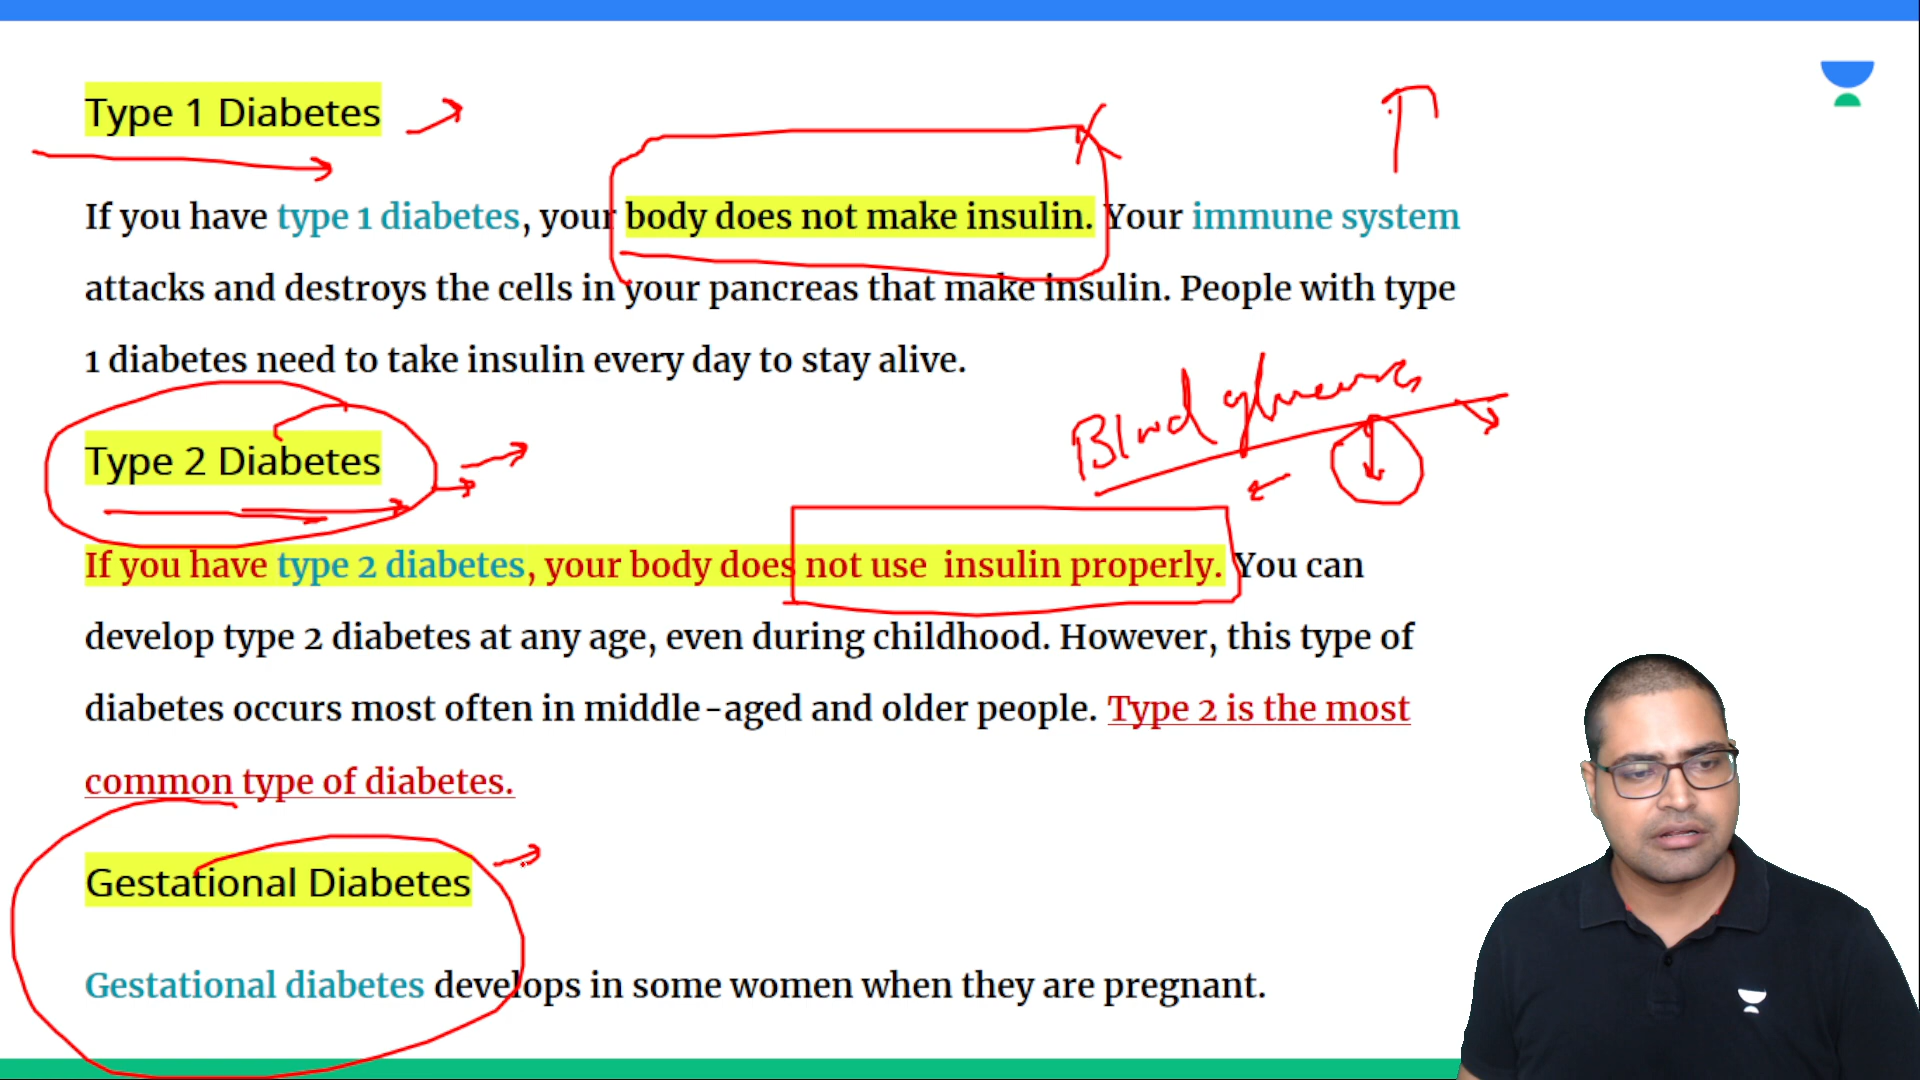 Type 1 Diabetes
If you have type 1 diabetes, your body does not make insulin. Your immune system
attacks and destroys the cells in your pancreas that make insulin. People with type
1 diabetes need to take insulin every day to stay alive.
Blood glucose
Type 2 Diabetes
If you have type 2 diabetes, your body does not use insulin properly. You can
develop type 2 diabetes at any age, even during childhood. However, this type of
diabetes occurs most often in middle-aged and older people. Type 2 is the most
common type of diabetes.
Gestational Diabetes
Gestational diabetes develops in some women when they are pregnant.